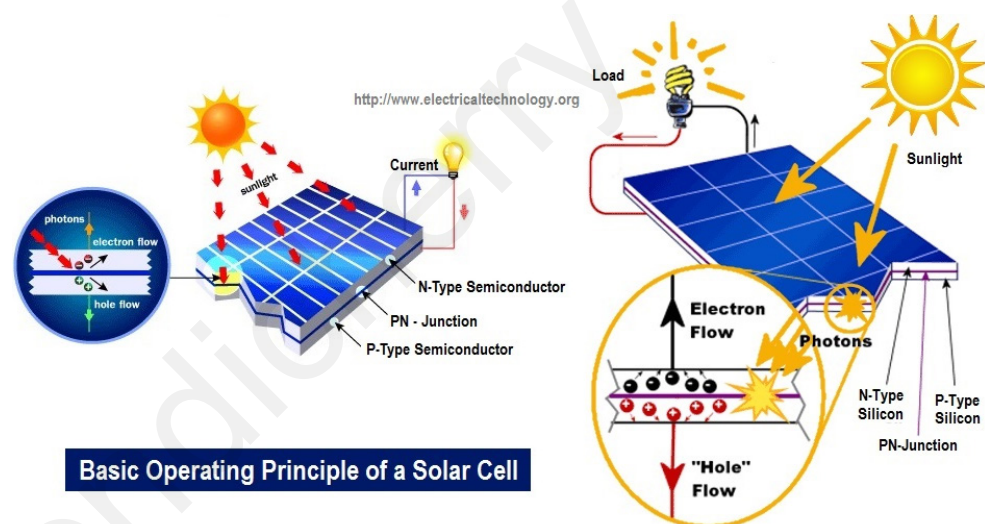 http://www.electricaltechnology.org
Current
sunlight
photons
electron flow
hole flow
N-Type Semiconductor
PN - Junction
P-Type Semiconductor
Basic Operating Principle of a Solar Cell
Load
Sunlight
Electron
Flow
Photons
"Hole"
Flow
N-Type
Silicon
P-Type
Silicon
PN-Junction